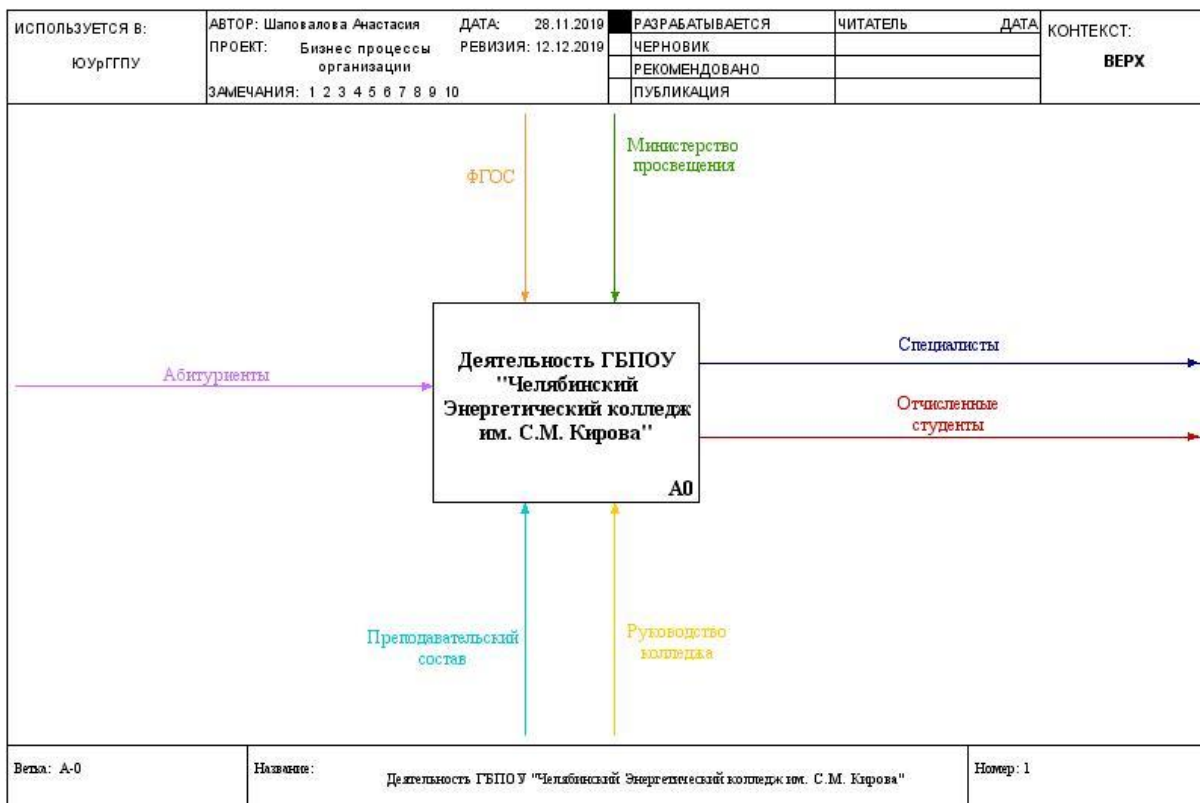 ИСПОЛЬЗУЕТСЯ В:
ЮУрГГПУ
АВТОР: Шаповалова Анастасия
ДАТА: 28.11.2019
ПРОЕКТ: Бизнес процессы
организации
РЕВИЗИЯ: 12.12.2019
ЗАМЕЧАНИЯ: 1 2 3 4 5 6 7 8 9 10
РАЗРАБАТЫВАЕТСЯ
ЧЕРНОВИК
РЕКОМЕНДОВАНО
ПУБЛИКАЦИЯ
ЧИТАТЕЛЬ
ДАТА
КОНТЕКСТ:
ВЕРХ
ФГОС
Министерство
просвещения
Абитуриенты
Деятельность ГБПОУ
"Челябинский
Энергетический колледж
им. С.М. Кирова"
A0
Специалисты
Отчисленные
студенты
Преподавательский
состав
Руководство
колледжа
Ветка: A-0
Название:
Деятельность ГБПОУ "Челябинский Энергетический колледж им. С.М. Кирова"
Номер: 1